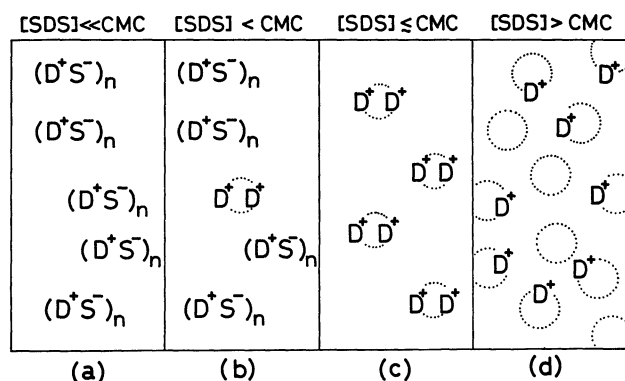 [SDS]≪CMC [SDS] < CMC [SDS] ≲ CMC [SDS] > CMC
(D⁺S⁻)ₙ (D⁺S⁻)ₙ D⁺
(D⁺S⁻)ₙ (D⁺S⁻)ₙ D⁺ D⁺ D⁺ D⁺
(D⁺S⁻)ₙ D⁺ D⁺ D⁺ D⁺ D⁺ D⁺
(D⁺S⁻)ₙ (D⁺S⁻)ₙ D⁺ D⁺ D⁺ D⁺
(D⁺S⁻)ₙ (D⁺S⁻)ₙ D⁺ D⁺ D⁺
(a) (b) (c) (d)